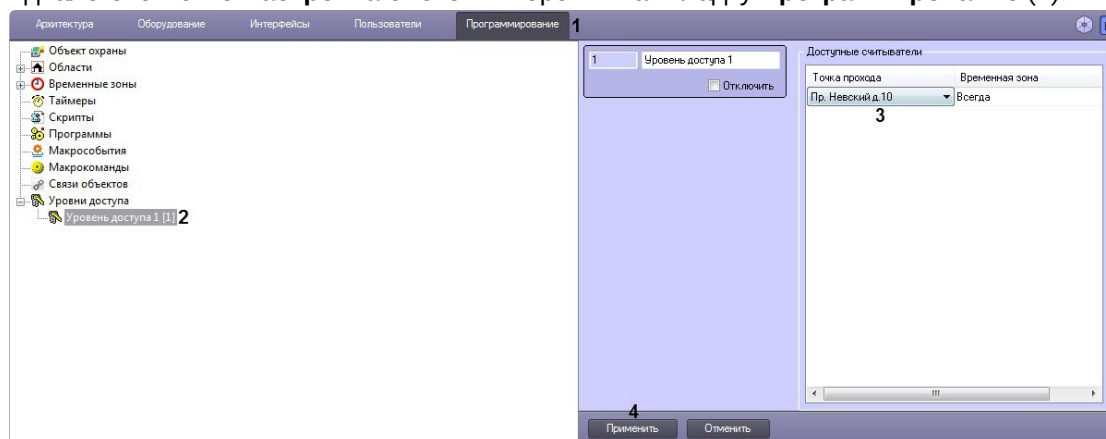 Архитектура Оборудование Интерфейсы Пользователи Программирование 1
Объект охраны
Области
Временные зоны
Таймеры
Скрипты
Программы
Макрособытия
Макрокоманды
Связи объектов
Уровни доступа
Уровень доступа 1 [1] 2
1 Уровень доступа 1
Отключить
Доступные считыватели
Точка прохода Временная зона
Пр. Невский д.10 Всегда
3
4
Применить Отменить